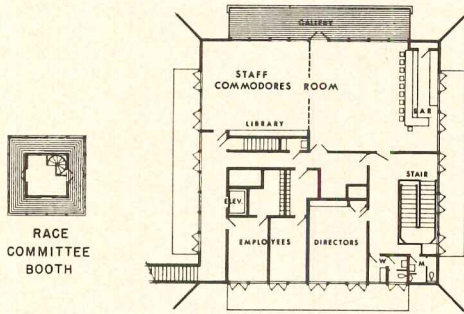 GALLERY
STAFF
COMMODORES ROOM
BAR
LIBRARY
STAIR
ELEV.
EMPLOYEES
DIRECTORS
W
M
RACE
COMMITTEE
BOOTH